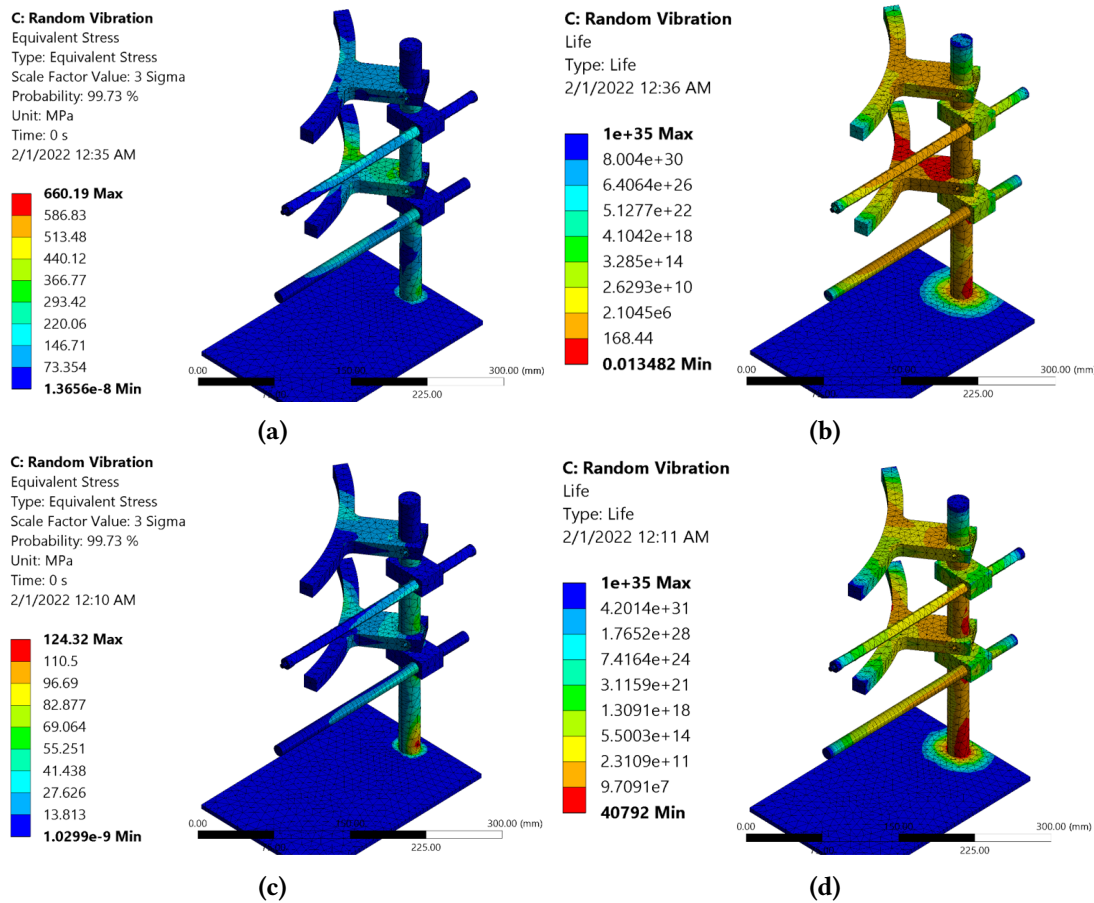 C: Random Vibration
Equivalent Stress
Type: Equivalent Stress
Scale Factor Value: 3 Sigma
Probability: 99.73 %
Unit: MPa
Time: 0 s
2/1/2022 12:35 AM
660.19 Max
586.83
513.48
440.12
366.77
293.42
220.06
146.71
73.354
1.3656e-8 Min
0.00
150.00
300.00 (mm)
225.00
(a)
C: Random Vibration
Life
Type: Life
2/1/2022 12:36 AM
1e+35 Max
8.004e+30
6.4064e+26
5.1277e+22
4.1042e+18
3.285e+14
2.6293e+10
2.1045e6
168.44
0.013482 Min
0.00
150.00
300.00 (mm)
225.00
(b)
C: Random Vibration
Equivalent Stress
Type: Equivalent Stress
Scale Factor Value: 3 Sigma
Probability: 99.73 %
Unit: MPa
Time: 0 s
2/1/2022 12:10 AM
124.32 Max
110.5
96.69
82.877
69.064
55.251
41.438
27.626
13.813
1.0299e-9 Min
0.00
150.00
300.00 (mm)
225.00
(c)
C: Random Vibration
Life
Type: Life
2/1/2022 12:11 AM
1e+35 Max
4.2014e+31
1.7652e+28
7.4164e+24
3.1159e+21
1.3091e+18
5.5003e+14
2.3109e+11
9.7091e7
40792 Min
0.00
150.00
300.00 (mm)
225.00
(d)